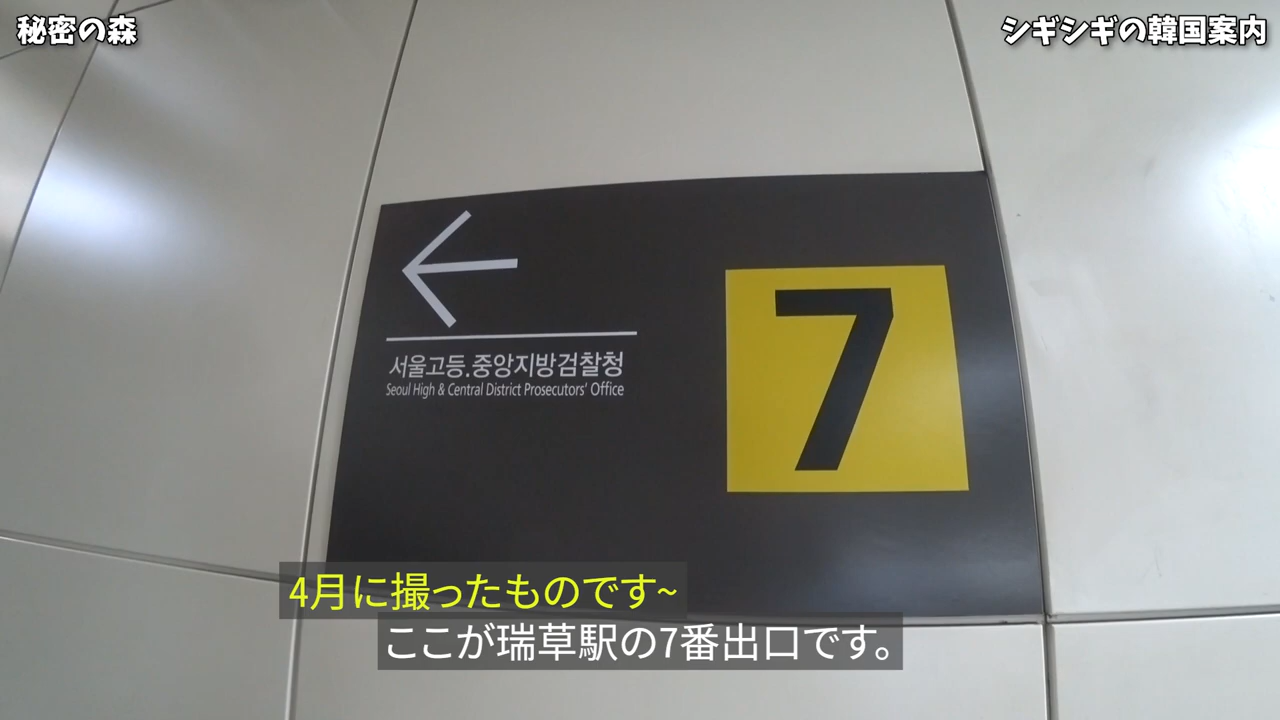 秘密の森
シギシギの韓国案内
7
서울고등.중앙지방검찰청
Seoul High & Central District Prosecutors' Office
4月に撮ったものです~
ここが瑞草駅の7番出口です。